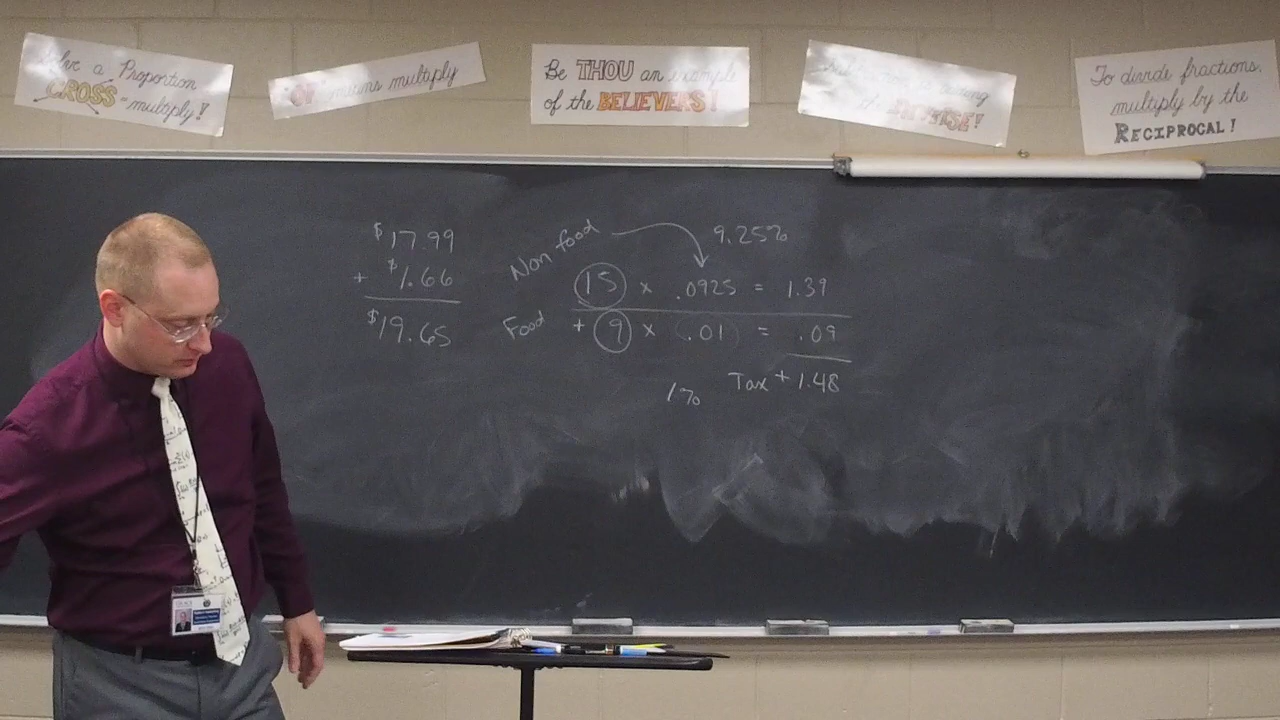 Solve a Proportion
CROSS-multiply!
"OF" means multiply
Be THOU an example
of the BELIEVERS!
To divide fractions,
multiply by the
RECIPROCAL!
$17.99
+ $1.66
$19.65
Non food
9.25%
15 x .0925 = 1.39
Food + 9 x (.01) = .09
1%
Tax + 1.48